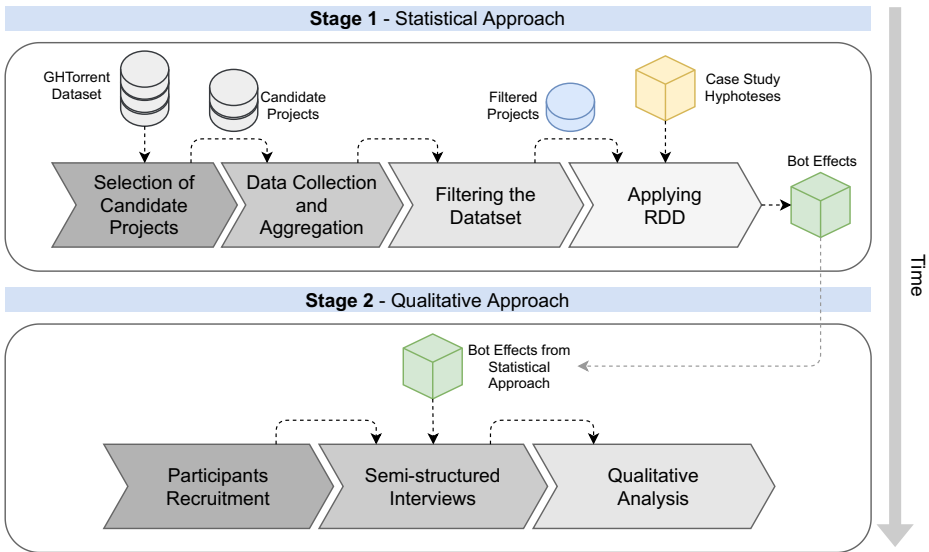 Stage 1 - Statistical Approach
GHTorrent
Dataset
Candidate
Projects
Filtered
Projects
Case Study
Hyphoteses
Selection of
Candidate
Projects
Data Collection
and
Aggregation
Filtering the
Datatset
Applying
RDD
Bot Effects
Time
Stage 2 - Qualitative Approach
Bot Effects from
Statistical
Approach
Participants
Recruitment
Semi-structured
Interviews
Qualitative
Analysis